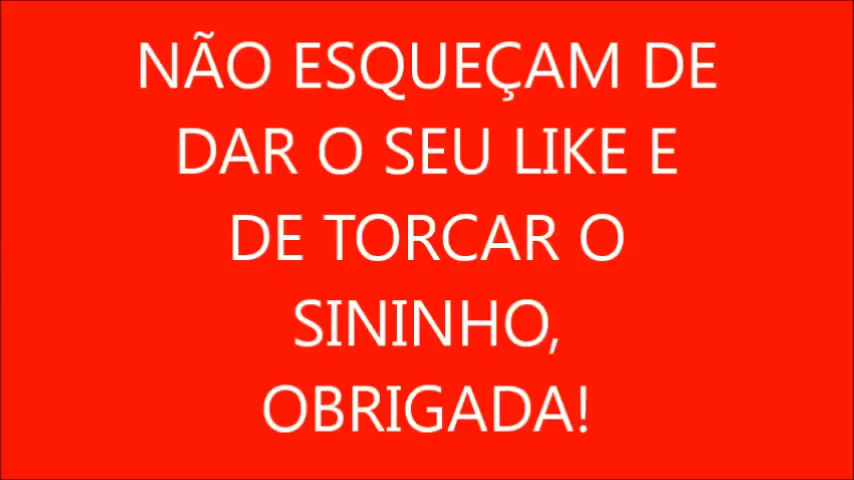 NÃO ESQUEÇAM DE
DAR O SEU LIKE E
DE TORCAR O
SININHO,
OBRIGADA!